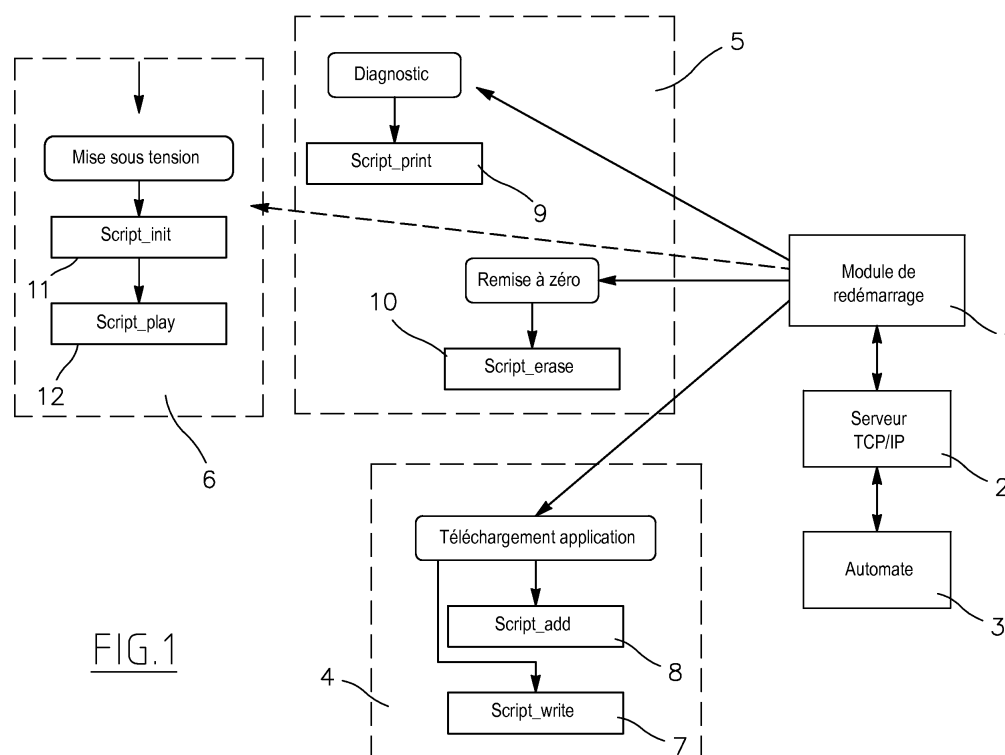 5
Diagnostic
Mise sous tension
Script_print
9
Script_init
11
Module de
redémarrage
Remise à zéro
10
Script_play
12
Script_erase
Serveur
TCP/IP
2
6
Téléchargement application
Automate
3
Script_add
8
FIG.1
4
Script_write
7